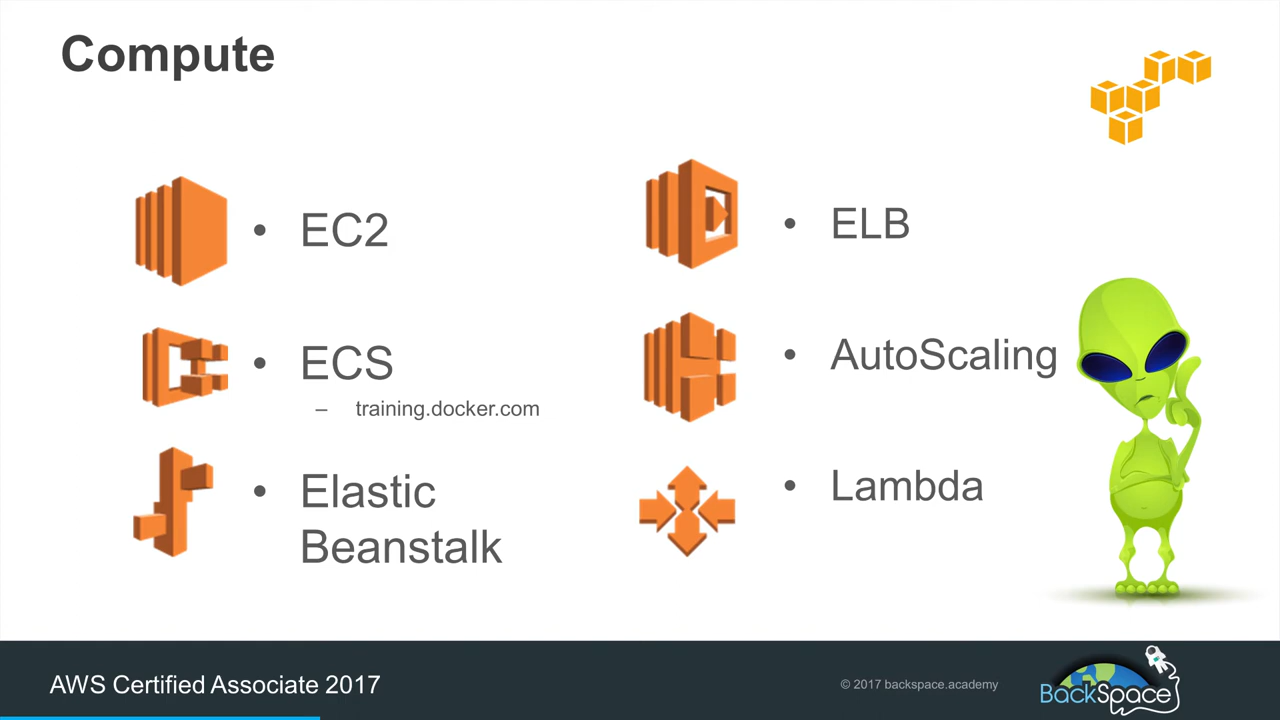 Compute
• EC2
• ECS
– training.docker.com
• Elastic
Beanstalk
• ELB
• AutoScaling
• Lambda
AWS Certified Associate 2017
© 2017 backspace.academy
BackSpace